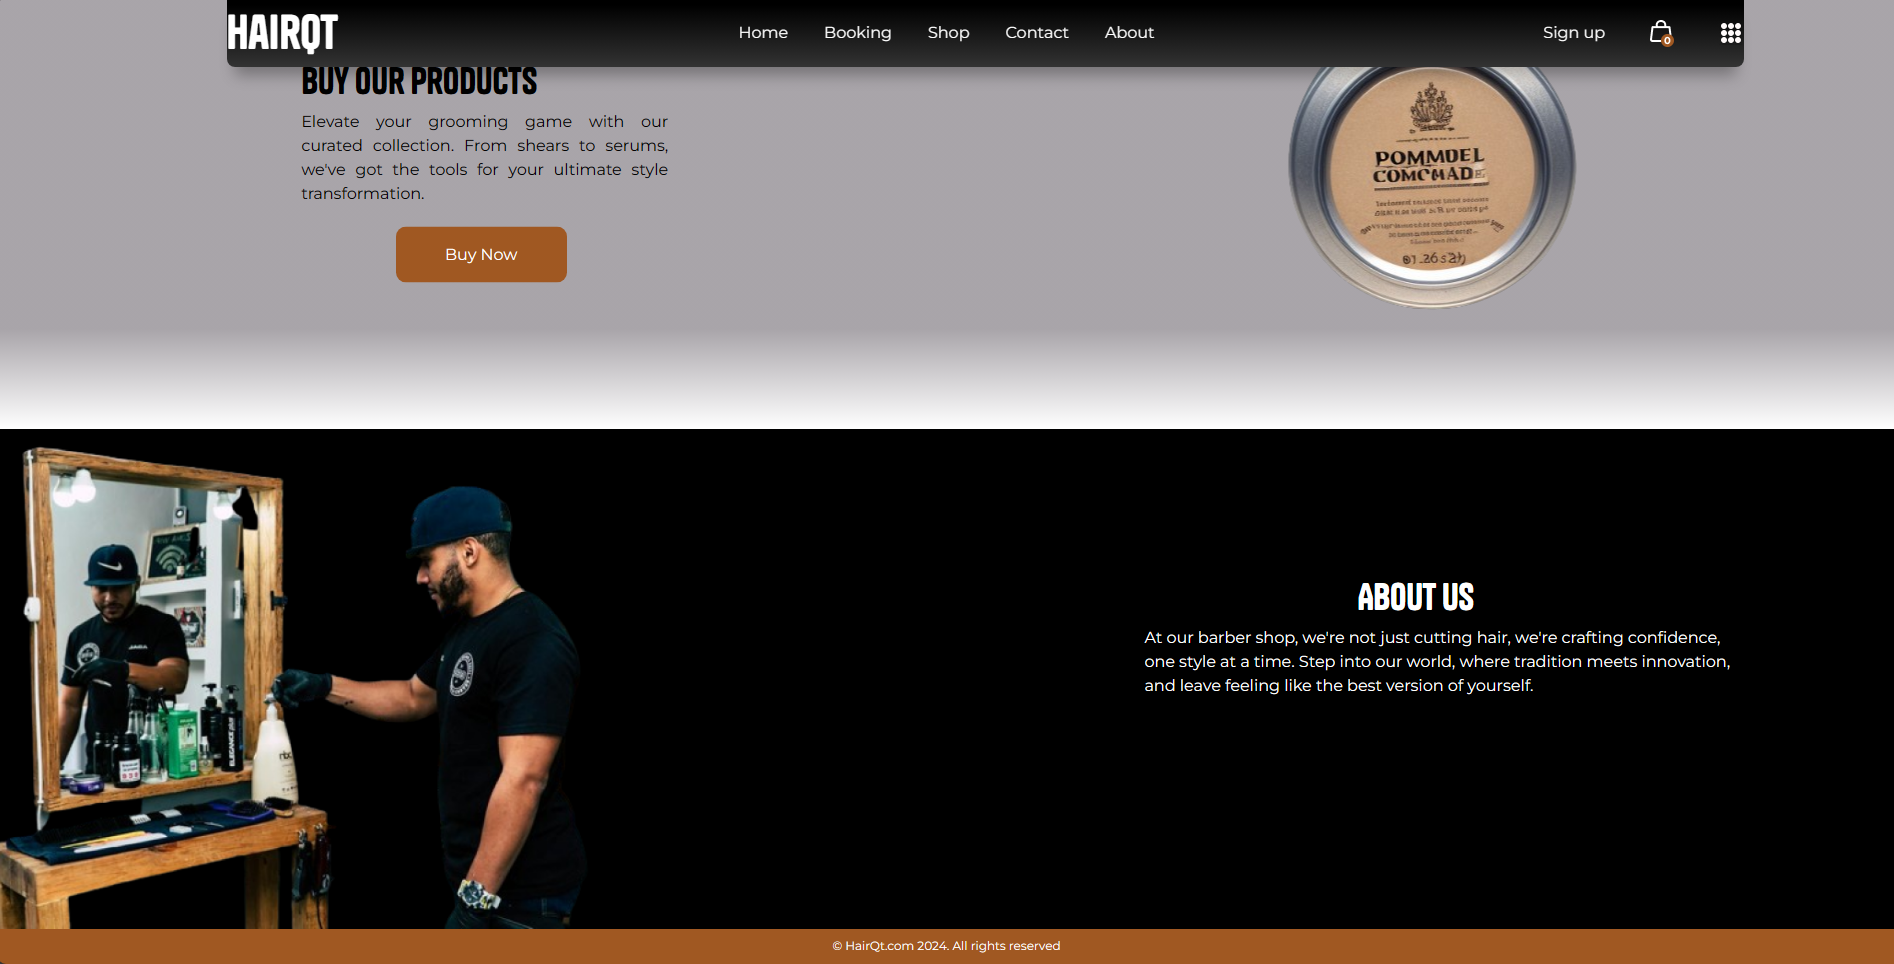 HAIRQT
Home
Booking
Shop
Contact
About
Sign up
0
BUY OUR PRODUCTS
Elevate your grooming game with our
curated collection. From shears to serums,
we've got the tools for your ultimate style
transformation.
Buy Now
POMMDEL
ABOUT US
At our barber shop, we're not just cutting hair, we're crafting confidence,
one style at a time. Step into our world, where tradition meets innovation,
and leave feeling like the best version of yourself.
© HairQt.com 2024. All rights reserved